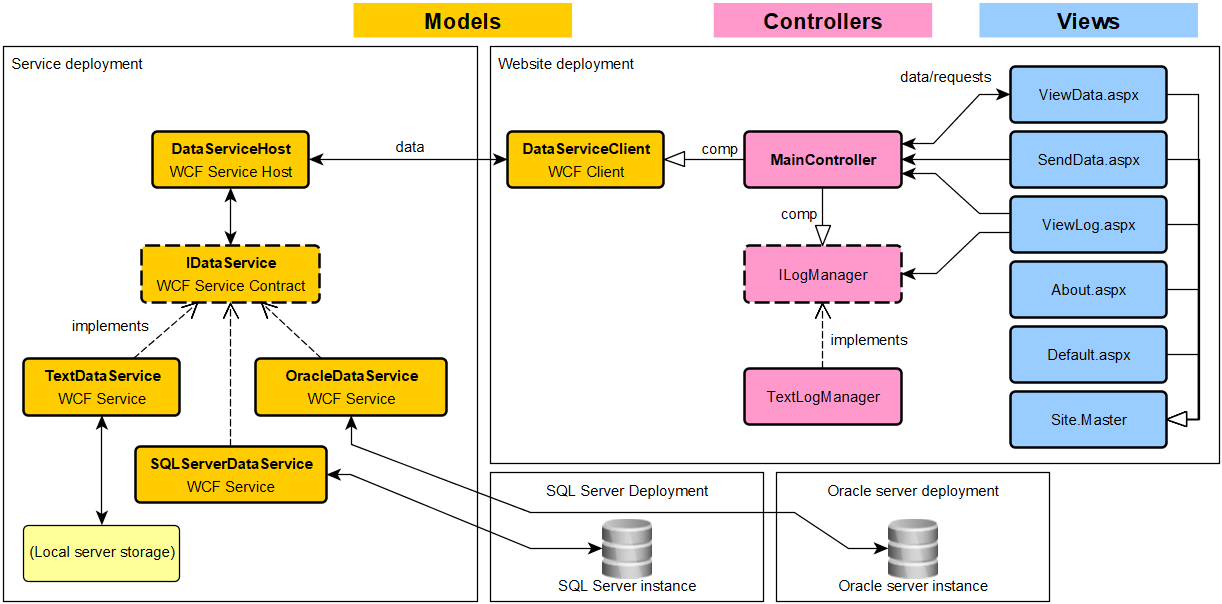 Models
Controllers
Views
Service deployment
Website deployment
data/requests
ViewData.aspx
DataServiceHost
WCF Service Host
data
DataServiceClient
WCF Client
comp
MainController
SendData.aspx
comp
ViewLog.aspx
IDataService
WCF Service Contract
ILogManager
About.aspx
implements
implements
Default.aspx
TextDataService
WCF Service
OracleDataService
WCF Service
TextLogManager
Site.Master
SQLServerDataService
WCF Service
SQL Server Deployment
Oracle server deployment
(Local server storage)
SQL Server instance
Oracle server instance